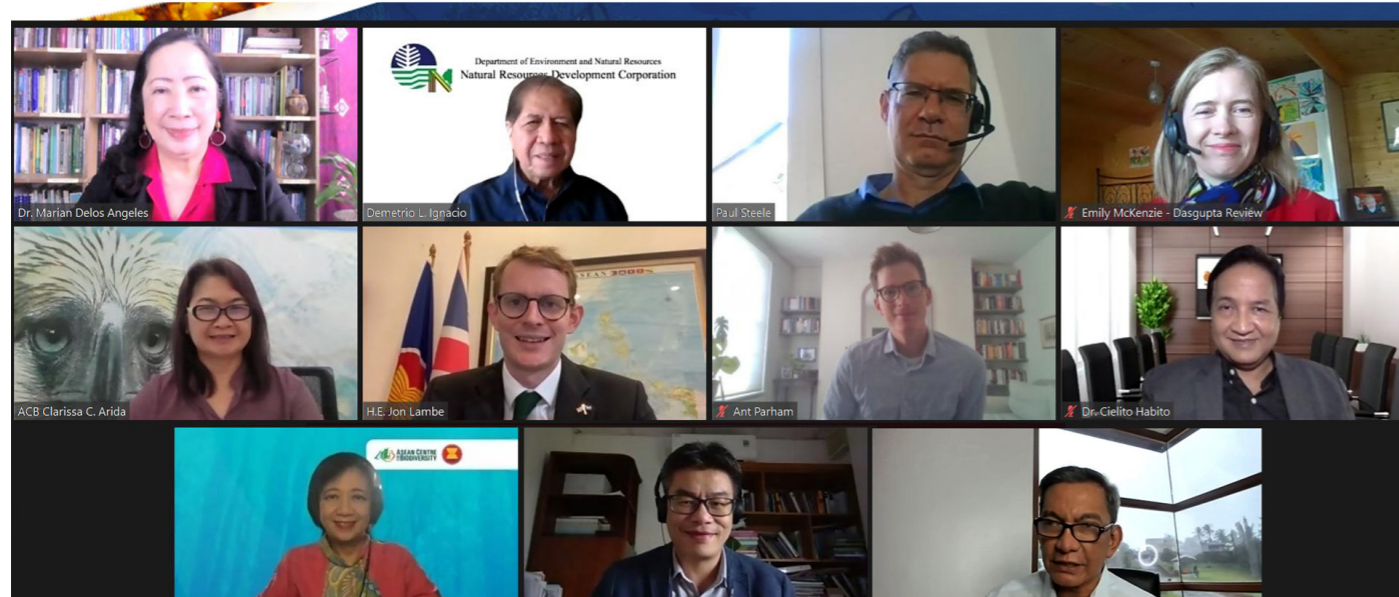 Department of Environment and Natural Resources
Natural Resources Development Corporation
Dr. Marian Delos Angeles
Demetrio L. Ignacio
Paul Steele
Emily McKenzie - Dasgupta Review
ACB Clarissa C. Arida
H.E. Jon Lambe
Ant Parham
Dr. Cielito Habito
ASEAN CENTRE
FOR BIODIVERSITY